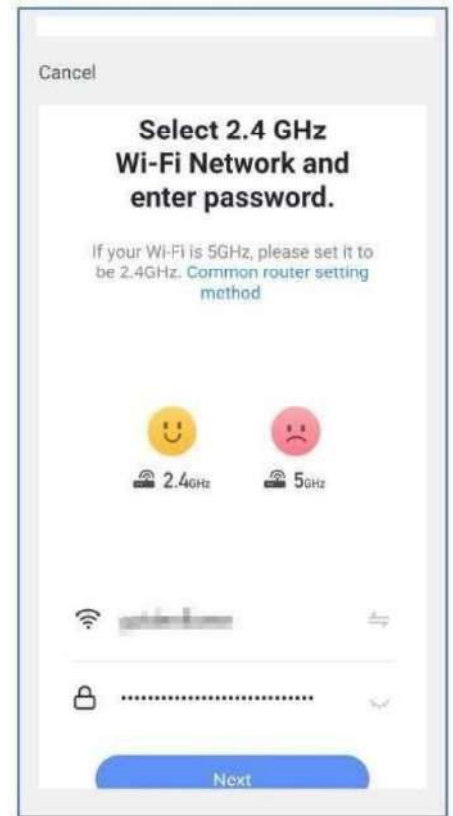 Cancel
Select 2.4 GHz
Wi-Fi Network and
enter password.
If your Wi-Fi is 5GHz, please set it to
be 2.4GHz. Common router setting
method
2.4GHz 5GHz
Next